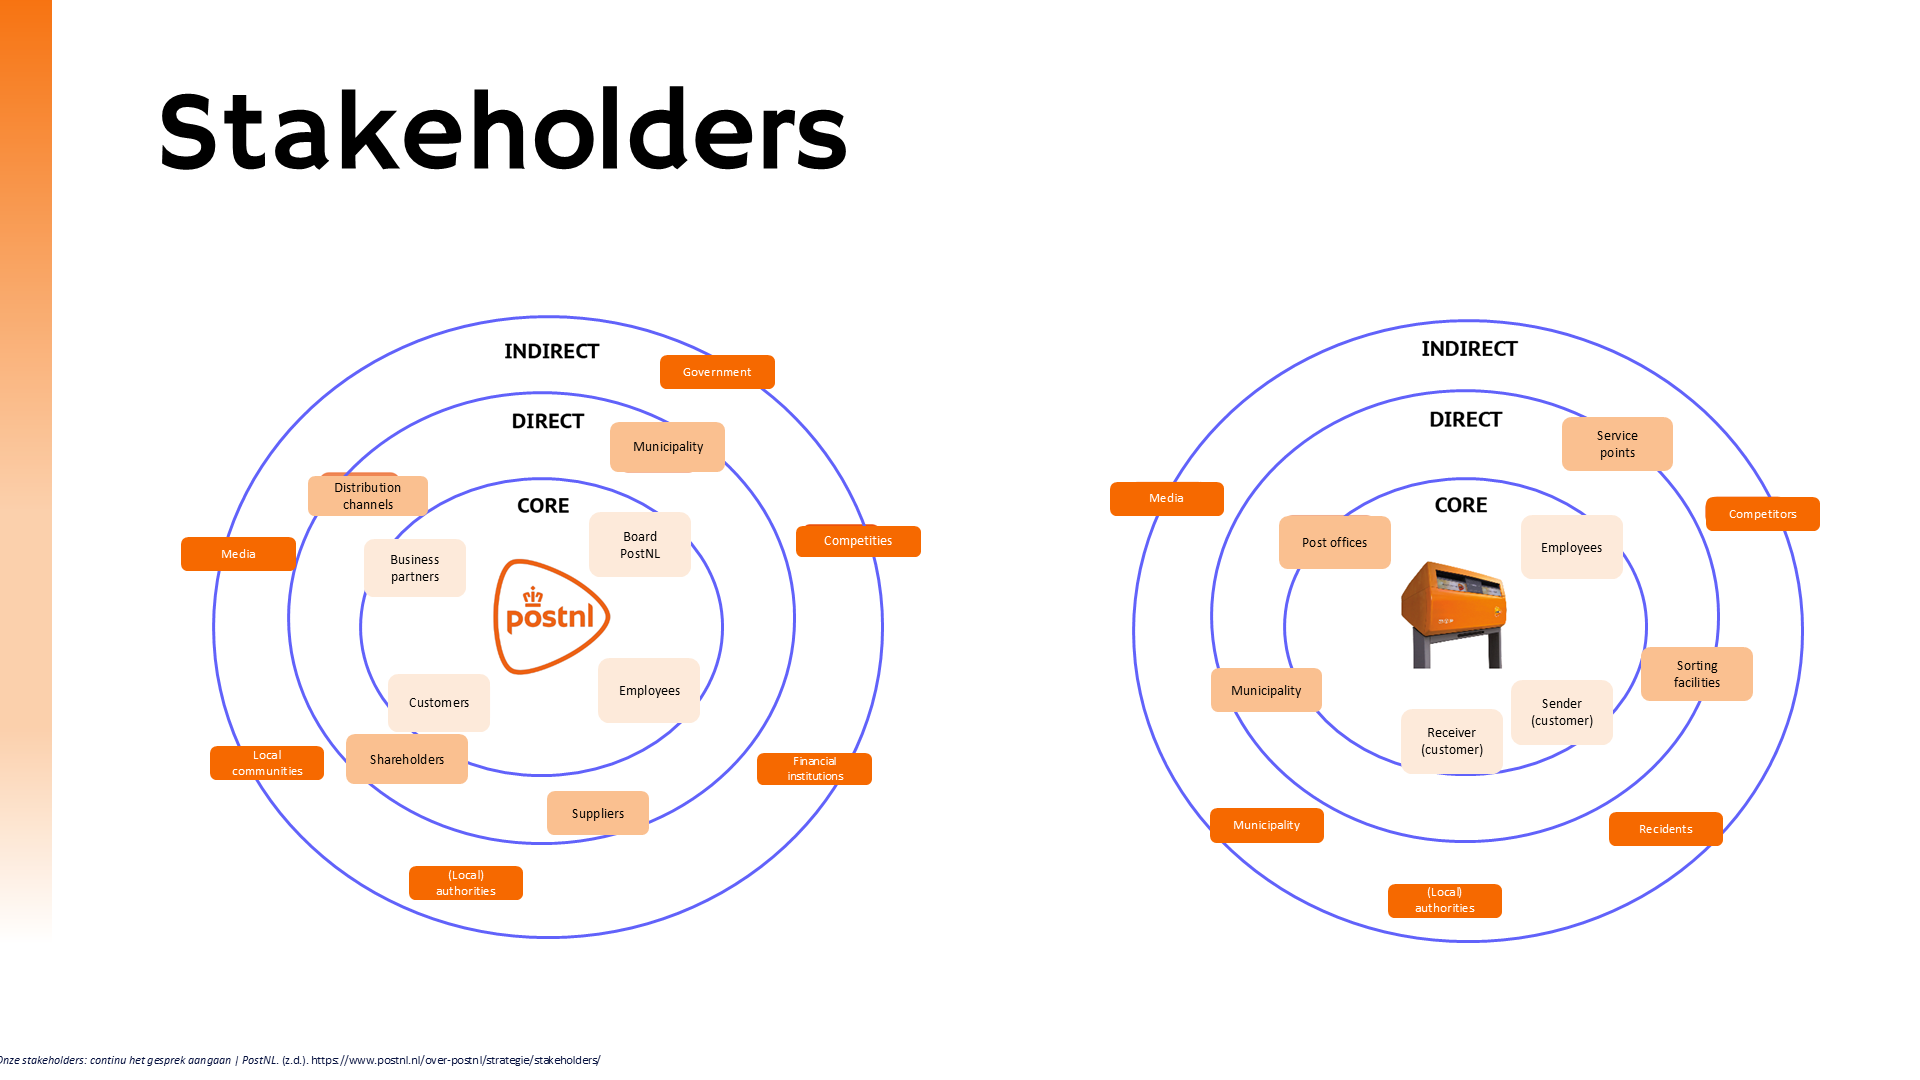 Stakeholders
INDIRECT
Government
DIRECT
Municipality
Distribution
channels
CORE
Board
PostNL
Competities
Media
Business
partners
postnl
Customers
Employees
Local
communities
Shareholders
Financial
institutions
Suppliers
(Local)
authorities
INDIRECT
DIRECT
Service
points
Media
CORE
Competitors
Post offices
Employees
Municipality
Sorting
facilities
Sender
(customer)
Receiver
(customer)
Municipality
Recidents
(Local)
authorities
Onze stakeholders: continu het gesprek aangaan | PostNL. (z.d.). https://www.postnl.nl/over-postnl/strategie/stakeholders/